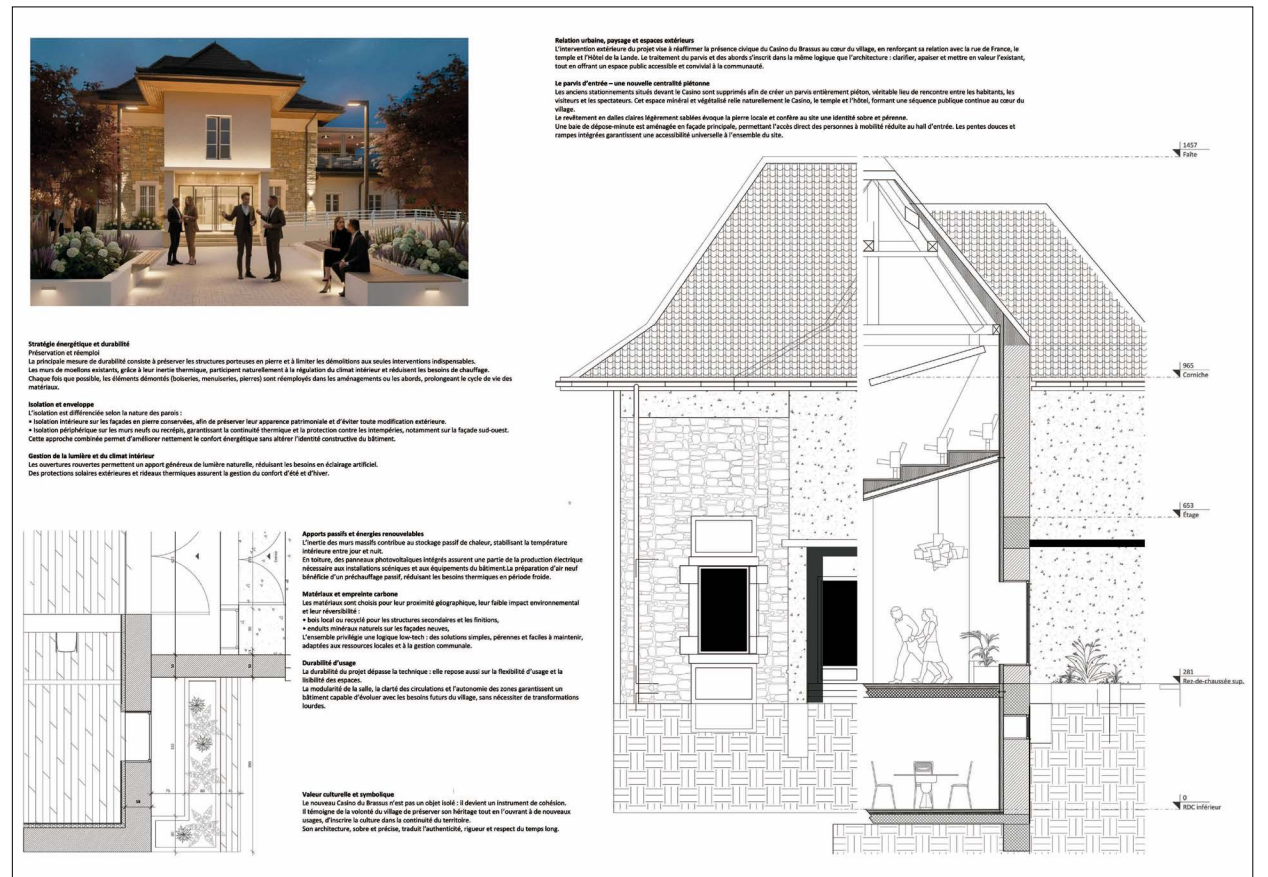 Relation urbaine, paysage et espaces extérieurs
L'intervention extérieure du projet vise à réaffirmer la présence civique du Casino du Brassus au cœur du village, en renforçant sa relation avec la rue de France, le
temple et l'Hôtel de la Lande. Le traitement du parvis et des abords s'inscrit dans la même logique que l'architecture : clarifier, apaiser et mettre en valeur l'existant,
tout en offrant un espace public accessible et convivial à la communauté.
Le parvis d'entrée – une nouvelle centralité piétonne
Les anciens stationnements situés devant le Casino sont supprimés afin de créer un parvis entièrement piéton, véritable lieu de rencontre entre les habitants, les
visiteurs et les spectateurs. Cet espace minéral et végétalisé relie naturellement le Casino, le temple et l'hôtel, formant une séquence publique continue au cœur du
village.
Le revêtement en dalles claires légèrement sablées évoque la pierre locale et confère au site une identité sobre et pérenne.
Une baie de dépose-minute est aménagée en façade principale, permettant l'accès direct des personnes à mobilité réduite au hall d'entrée. Les pentes douces et
rampes intégrées garantissent une accessibilité universelle à l'ensemble du site.
1457
Faîte
965
Corniche
653
Étage
281
Rez-de-chaussée sup.
0
RDC inférieur
Stratégie énergétique et durabilité
Préservation et réemploi
La principale mesure de durabilité consiste à préserver les structures porteuses en pierre et à limiter les démolitions aux seules interventions indispensables.
Les murs de moellons existants, grâce à leur inertie thermique, participent naturellement à la régulation du climat intérieur et réduisent les besoins de chauffage.
Chaque fois que possible, les éléments démontés (boiseries, menuiseries, pierres) sont réemployés dans les aménagements ou les abords, prolongeant le cycle de vie des
matériaux.
Isolation et enveloppe
L'isolation est différenciée selon la nature des parois :
• Isolation intérieure sur les façades en pierre conservées, afin de préserver leur apparence patrimoniale et d'éviter toute modification extérieure.
• Isolation périphérique sur les murs neufs ou recrépis, garantissant la continuité thermique et la protection contre les intempéries, notamment sur la façade sud-ouest.
Cette approche combinée permet d'améliorer nettement le confort énergétique sans altérer l'identité constructive du bâtiment.
Gestion de la lumière et du climat intérieur
Les ouvertures rouvertes permettent un apport généreux de lumière naturelle, réduisant les besoins en éclairage artificiel.
Des protections solaires extérieures et rideaux thermiques assurent la gestion du confort d'été et d'hiver.
Apports passifs et énergies renouvelables
L'inertie des murs massifs contribue au stockage passif de chaleur, stabilisant la température
intérieure entre jour et nuit.
En toiture, des panneaux photovoltaïques intégrés assurent une partie de la production électrique
nécessaire aux installations scéniques et aux équipements du bâtiment.La préparation d'air neuf
bénéficie d'un préchauffage passif, réduisant les besoins thermiques en période froide.
Matériaux et empreinte carbone
Les matériaux sont choisis pour leur proximité géographique, leur faible impact environnemental
et leur réversibilité :
• bois local ou recyclé pour les structures secondaires et les finitions,
• enduits minéraux naturels sur les façades neuves,
L'ensemble privilégie une logique low-tech : des solutions simples, pérennes et faciles à maintenir,
adaptées aux ressources locales et à la gestion communale.
Durabilité d'usage
La durabilité du projet dépasse la technique : elle repose aussi sur la flexibilité d'usage et la
lisibilité des espaces.
La modularité de la salle, la clarté des circulations et l'autonomie des zones garantissent un
bâtiment capable d'évoluer avec les besoins futurs du village, sans nécessiter de transformations
lourdes.
Valeur culturelle et symbolique
Le nouveau Casino du Brassus n'est pas un objet isolé : il devient un instrument de cohésion.
Il témoigne de la volonté du village de préserver son héritage tout en l'ouvrant à de nouveaux
usages, d'inscrire la culture dans la continuité du territoire.
Son architecture, sobre et précise, traduit l'authenticité, rigueur et respect du temps long.